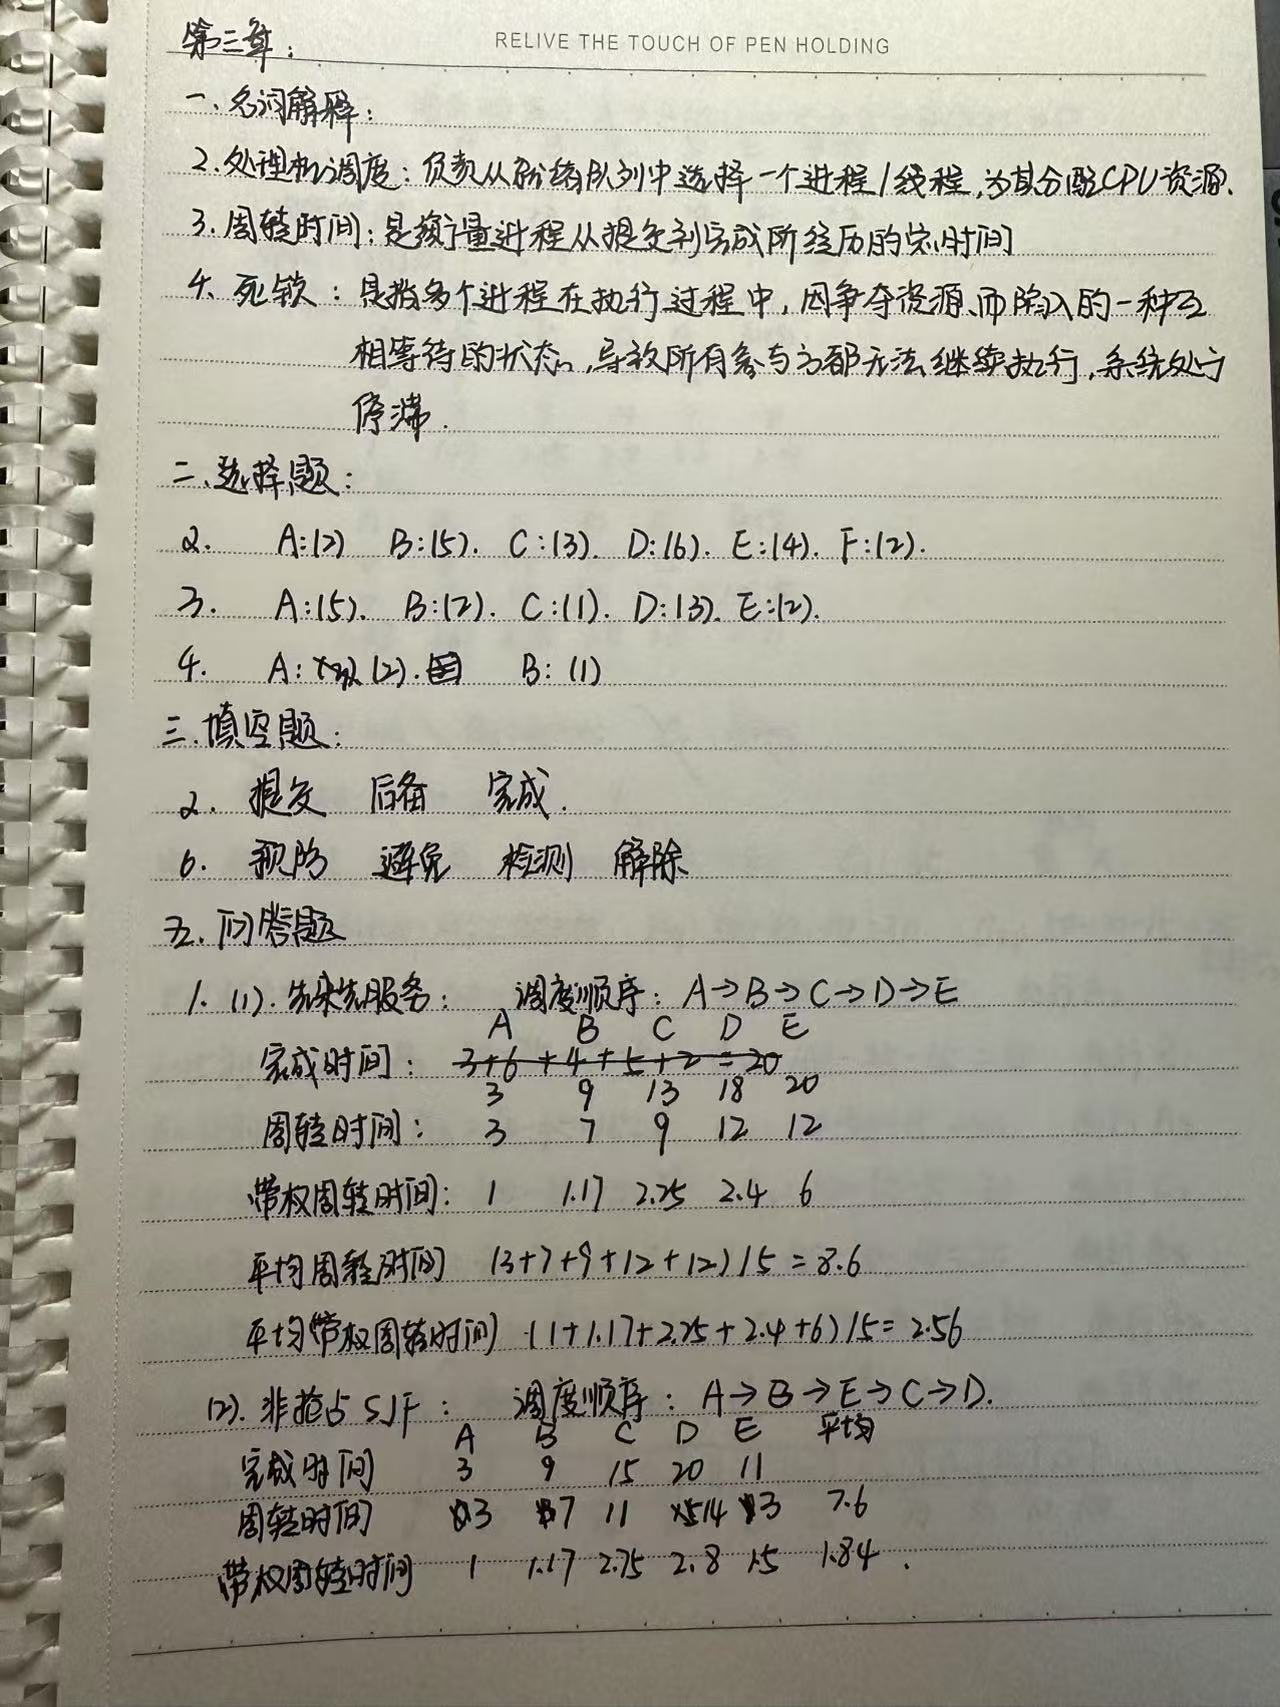 第三章:
RELIVE THE TOUCH OF PEN HOLDING
一、名词解释:
2.处理机调度:负责从就绪队列中选择一个进程/线程,为其分配CPU资源.
3.周转时间:是衡量进程从提交到完成所经历的总时间
4.死锁:是指多个进程在执行过程中,因争夺资源而陷入的一种互
相等待的状态,导致所有参与方都无法继续执行,系统处于
停滞.
二、选择题:
2. A:(2) B:(5). C:(3). D:(6). E:(4). F:(2).
3. A:(5). B:(2). C:(1). D:(3). E:(2).
4. A: (2). B: (1)
三.填空题:
2. 提交 后备 完成.
6. 预防 避免 检测 解除
五.问答题
1. (1).先来先服务: 调度顺序: A→B→C→D→E
A B C D E
完成时间: 3+6+4+5+2=20
3 9 13 18 20
周转时间: 3 7 9 12 12
带权周转时间: 1 1.17 2.25 2.4 6
平均周转时间 (3+7+9+12+12)/5=8.6
平均带权周转时间 (1+1.17+2.25+2.4+6)/5=2.56
(2).非抢占SJF: 调度顺序: A→B→E→C→D.
A B C D E 平均
完成时间 3 9 15 20 11
周转时间 3 7 11 14 3 7.6
带权周转时间 1 1.17 2.75 2.8 1.5 1.84.